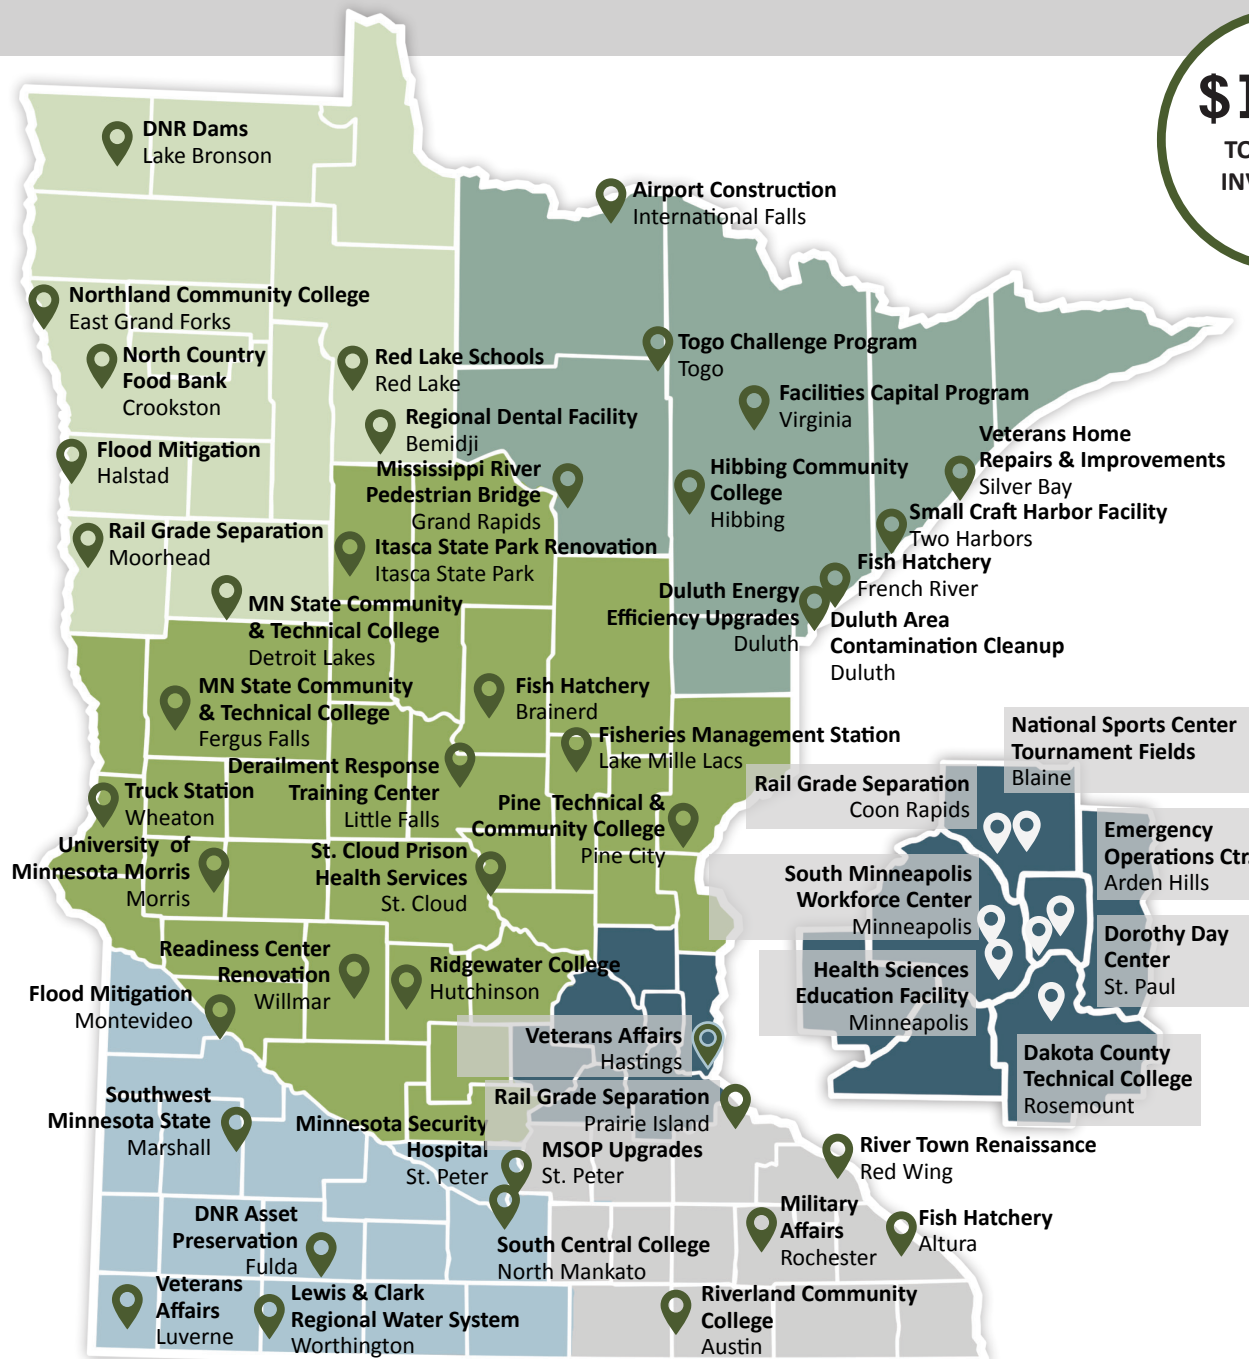 DNR Dams
Lake Bronson
Airport Construction
International Falls
Northland Community College
East Grand Forks
North Country
Food Bank
Crookston
Red Lake Schools
Red Lake
Togo Challenge Program
Togo
Facilities Capital Program
Virginia
Regional Dental Facility
Bemidji
Flood Mitigation
Halstad
Mississippi River
Pedestrian Bridge
Grand Rapids
Hibbing Community
College
Hibbing
Veterans Home
Repairs & Improvements
Silver Bay
Small Craft Harbor Facility
Two Harbors
Rail Grade Separation
Moorhead
Itasca State Park Renovation
Itasca State Park
Fish Hatchery
French River
Duluth Energy
Efficiency Upgrades
Duluth
Duluth Area
Contamination Cleanup
Duluth
MN State Community
& Technical College
Detroit Lakes
MN State Community
& Technical College
Fergus Falls
Fish Hatchery
Brainerd
Fisheries Management Station
Lake Mille Lacs
Derailment Response
Training Center
Little Falls
Truck Station
Wheaton
Pine Technical &
Community College
Pine City
University of
Minnesota Morris
Morris
St. Cloud Prison
Health Services
St. Cloud
National Sports Center
Tournament Fields
Blaine
Rail Grade Separation
Coon Rapids
Emergency
Operations Ctr.
Arden Hills
South Minneapolis
Workforce Center
Minneapolis
Dorothy Day
Center
St. Paul
Health Sciences
Education Facility
Minneapolis
Dakota County
Technical College
Rosemount
Readiness Center
Renovation
Willmar
Ridgewater College
Hutchinson
Flood Mitigation
Montevideo
Veterans Affairs
Hastings
Rail Grade Separation
Prairie Island
Southwest
Minnesota State
Marshall
Minnesota Security
Hospital
St. Peter
MSOP Upgrades
St. Peter
River Town Renaissance
Red Wing
Military
Affairs
Rochester
Fish Hatchery
Altura
DNR Asset
Preservation
Fulda
South Central College
North Mankato
Veterans
Affairs
Luverne
Lewis & Clark
Regional Water System
Worthington
Riverland Community
College
Austin